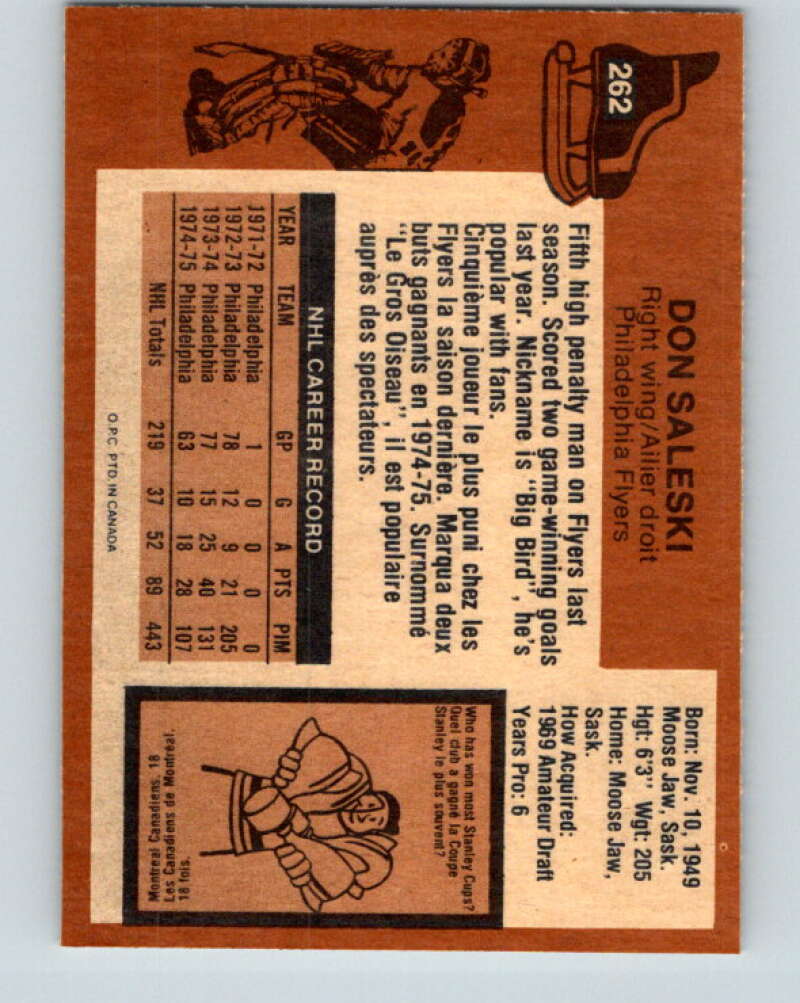 262
DON SALESKI
Right wing/Ailier droit
Philadelphia Flyers
Born: Nov. 10, 1949
Moose Jaw, Sask.
Hgt: 6'3" Wgt: 205
Home: Moose Jaw,
Sask.
How Acquired:
1969 Amateur Draft
Years Pro: 6
Fifth high penalty man on Flyers last
season. Scored two game-winning goals
last year. Nickname is "Big Bird", he's
popular with fans.
Cinquième joueur le plus puni chez les
Flyers la saison dernière. Marqua deux
buts gagnants en 1974-75. Surnommé
"Le Gros Oiseau", il est populaire
auprès des spectateurs.
NHL CAREER RECORD
YEAR TEAM GP G A PTS PIM
1971-72 Philadelphia 1 0 0 0 0
1972-73 Philadelphia 78 12 9 21 205
1973-74 Philadelphia 77 15 25 40 131
1974-75 Philadelphia 63 10 18 28 107
NHL Totals 219 37 52 89 443
Who has won most Stanley Cups?
Quel club a gagné la Coupe
Stanley le plus souvent?
Montreal Canadiens. 18.
Les Canadiens de Montréal,
18 fois.
O.P.C. PTD. IN CANADA